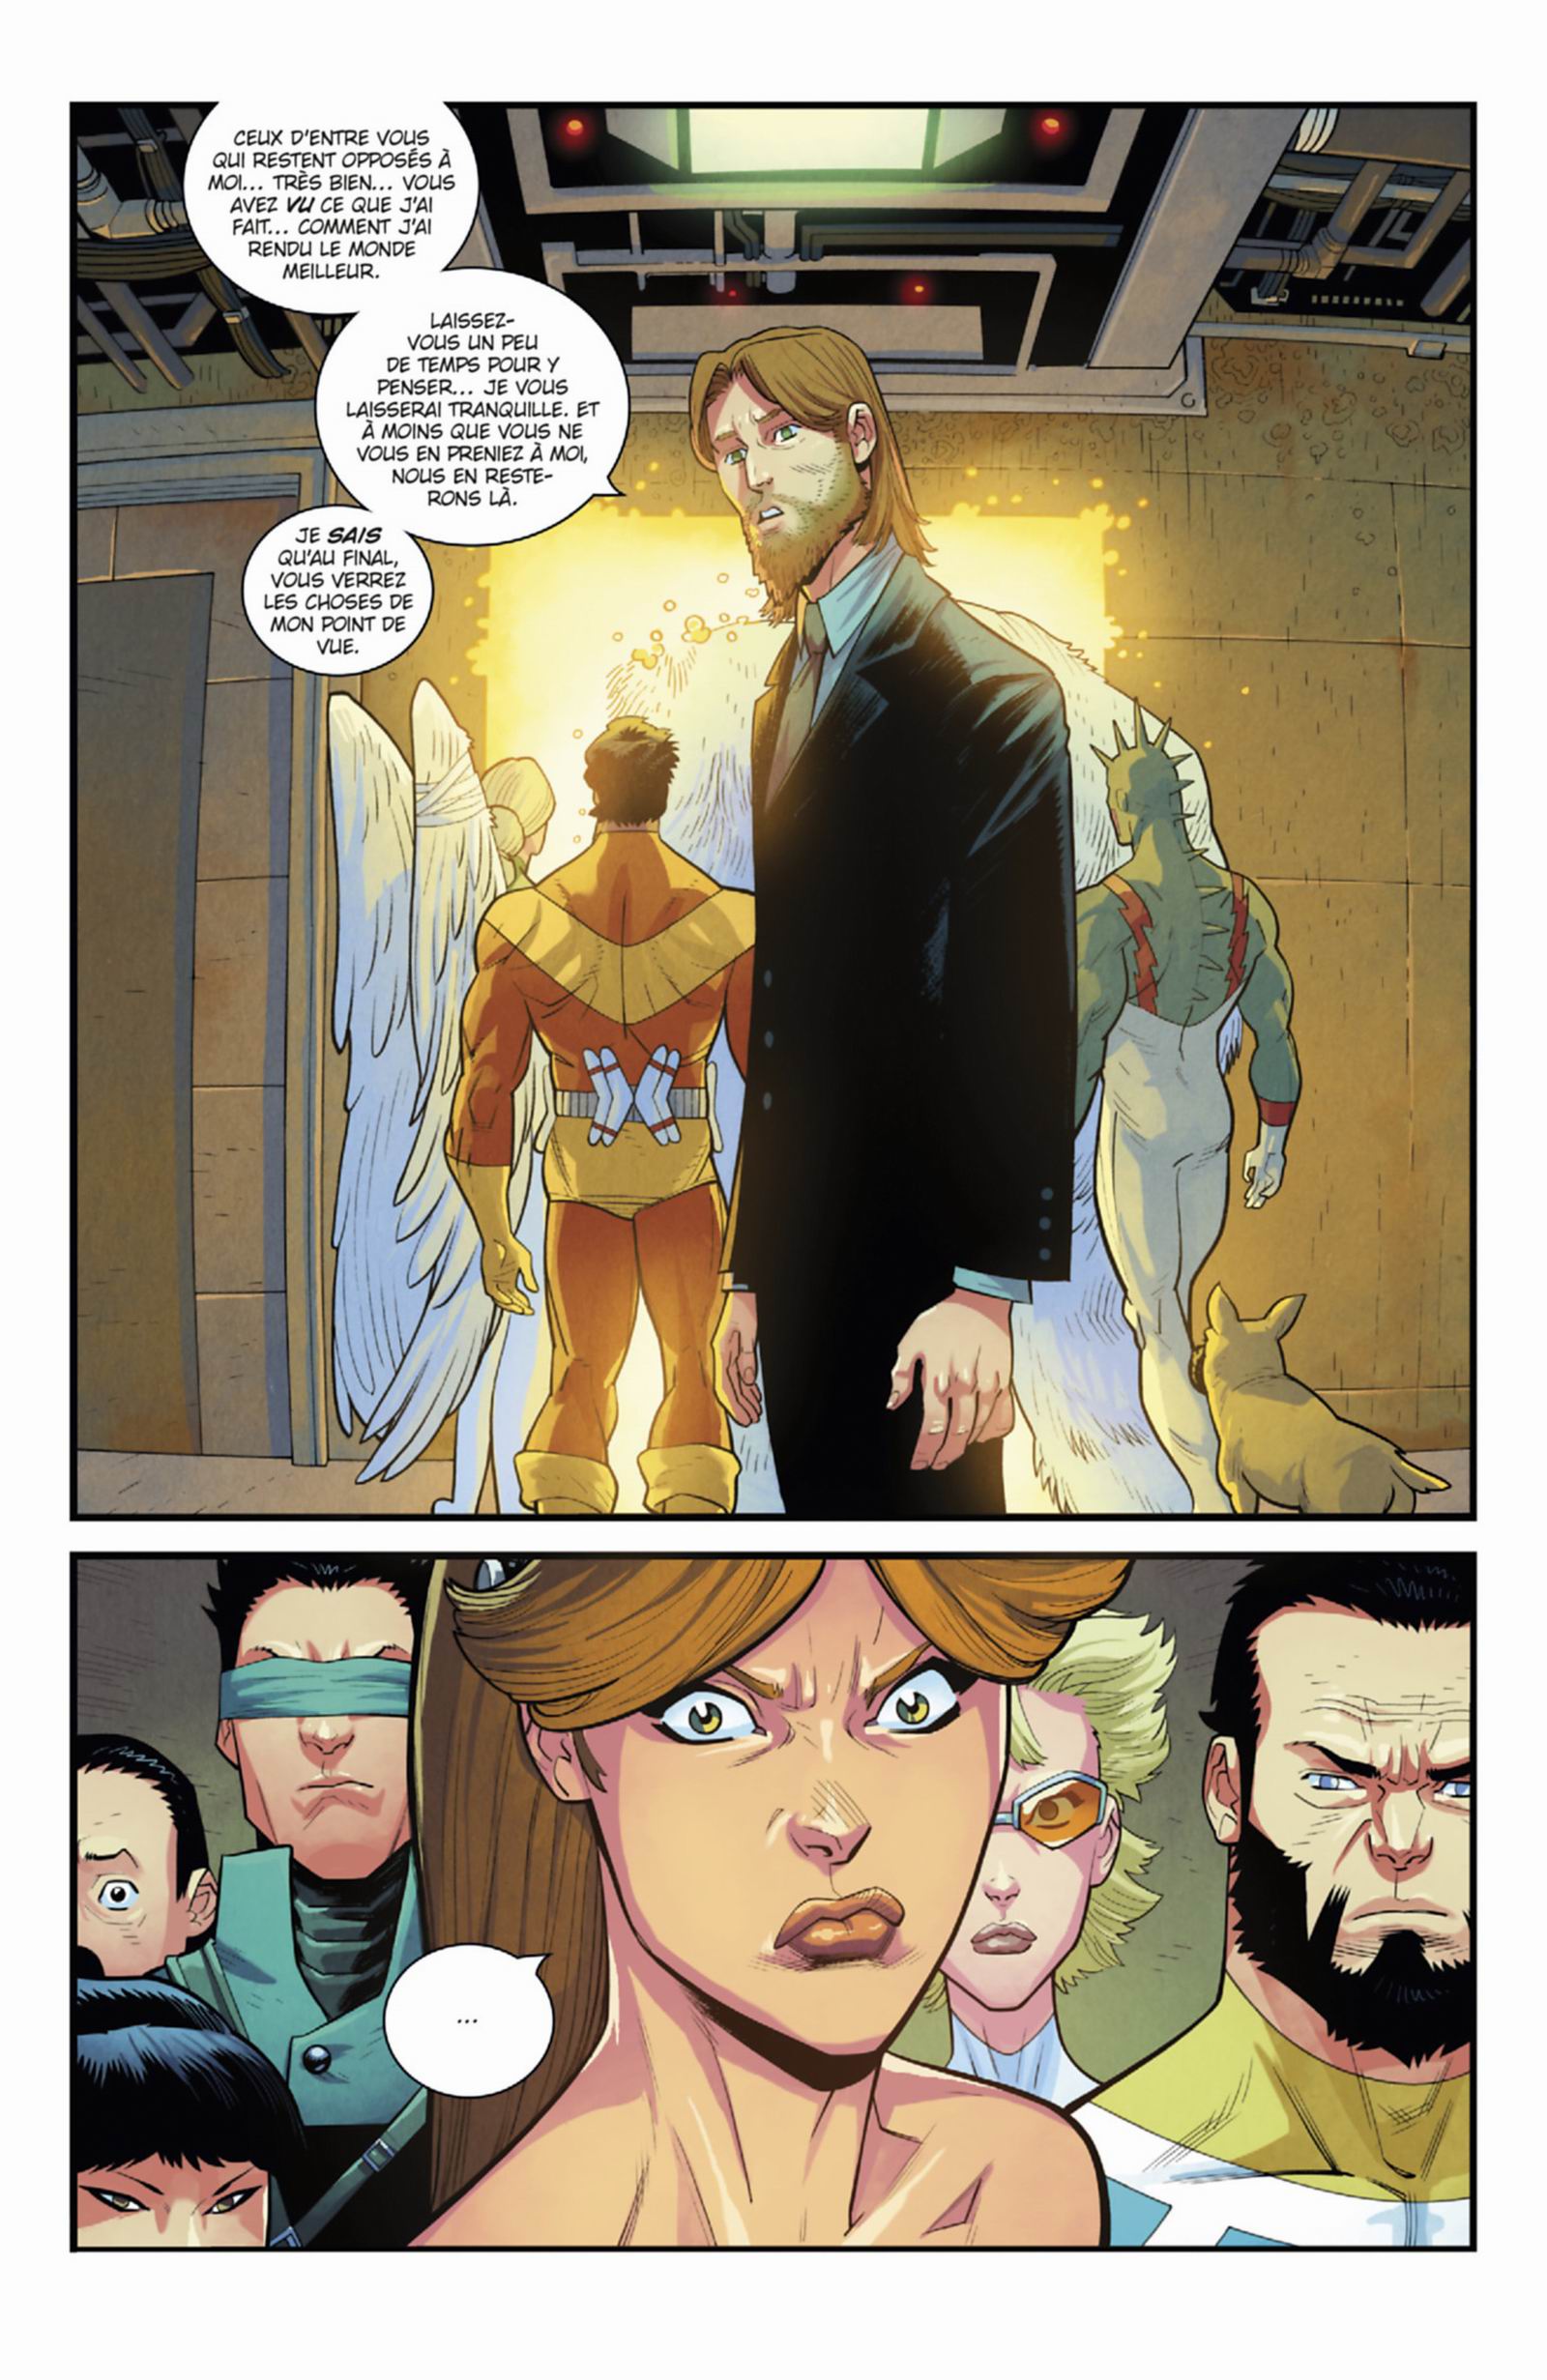 CEUX D'ENTRE VOUS
QUI RESTENT OPPOSÉS À
MOI... TRÈS BIEN... VOUS
AVEZ VU CE QUE J'AI
FAIT... COMMENT J'AI
RENDU LE MONDE
MEILLEUR.
LAISSEZ-
VOUS UN PEU
DE TEMPS POUR Y
PENSER... JE VOUS
LAISSERAI TRANQUILLE. ET
À MOINS QUE VOUS NE
VOUS EN PRENIEZ À MOI,
NOUS EN RESTE-
RONS LÀ.
JE SAIS
QU'AU FINAL,
VOUS VERREZ
LES CHOSES DE
MON POINT DE
VUE.
...